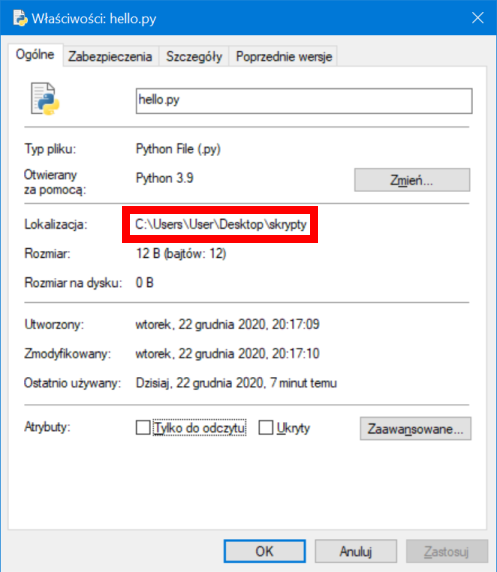 Właściwości: hello.py
Ogólne Zabezpieczenia Szczegóły Poprzednie wersje
hello.py
Typ pliku: Python File (.py)
Otwierany za pomocą: Python 3.9 Zmień...
Lokalizacja: C:\Users\User\Desktop\skrypty
Rozmiar: 12 B (bajtów: 12)
Rozmiar na dysku: 0 B
Utworzony: wtorek, 22 grudnia 2020, 20:17:09
Zmodyfikowany: wtorek, 22 grudnia 2020, 20:17:10
Ostatnio używany: Dzisiaj, 22 grudnia 2020, 7 minut temu
Atrybuty: Tylko do odczytu Ukryty Zaawansowane...
OK Anuluj Zastosuj